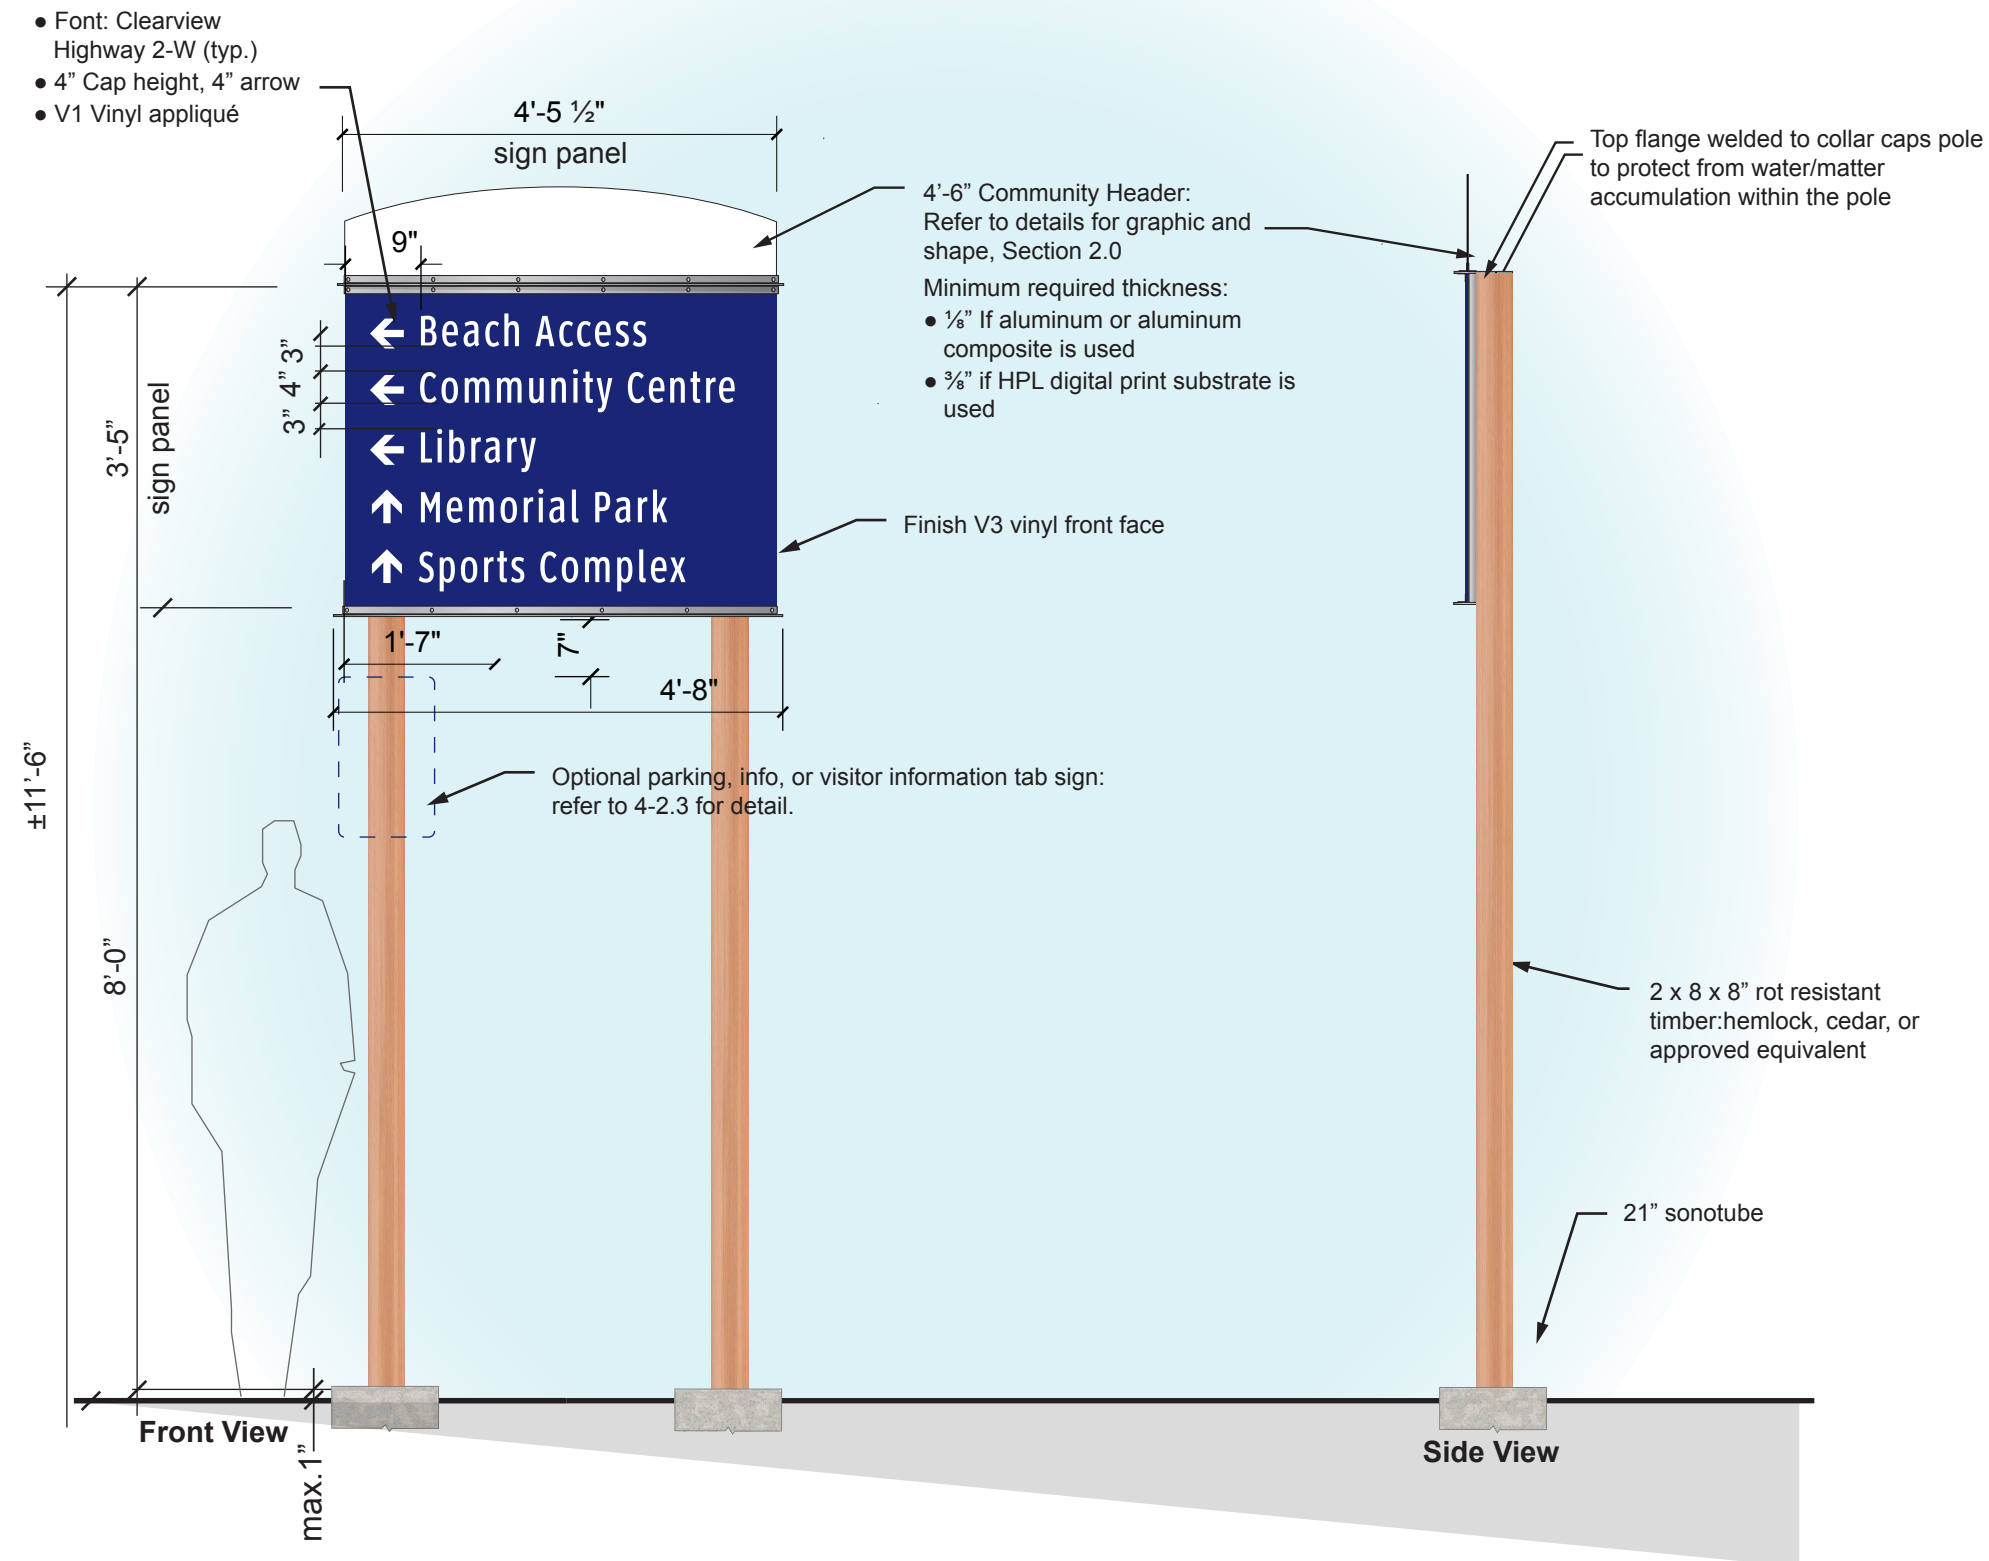 ● Font: Clearview
Highway 2-W (typ.)
● 4” Cap height, 4” arrow
● V1 Vinyl appliqué
4'-5 ½"
sign panel
9"
4’-6” Community Header:
Refer to details for graphic and
shape, Section 2.0
Minimum required thickness:
● ⅛” If aluminum or aluminum
composite is used
● ⅜” if HPL digital print substrate is
used
Top flange welded to collar caps pole
to protect from water/matter
accumulation within the pole
← Beach Access
← Community Centre
← Library
↑ Memorial Park
↑ Sports Complex
3”
4”
3”
3’-5”
sign panel
Finish V3 vinyl front face
1'-7"
7"
4'-8"
±11’-6”
Optional parking, info, or visitor information tab sign:
refer to 4-2.3 for detail.
8’-0”
2 x 8 x 8” rot resistant
timber:hemlock, cedar, or
approved equivalent
21” sonotube
Front View
max.1”
Side View